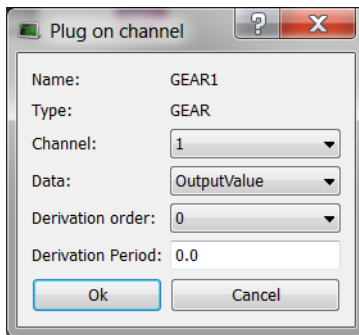 Plug on channel
Name: GEAR1
Type: GEAR
Channel: 1
Data: OutputValue
Derivation order: 0
Derivation Period: 0.0
Ok Cancel